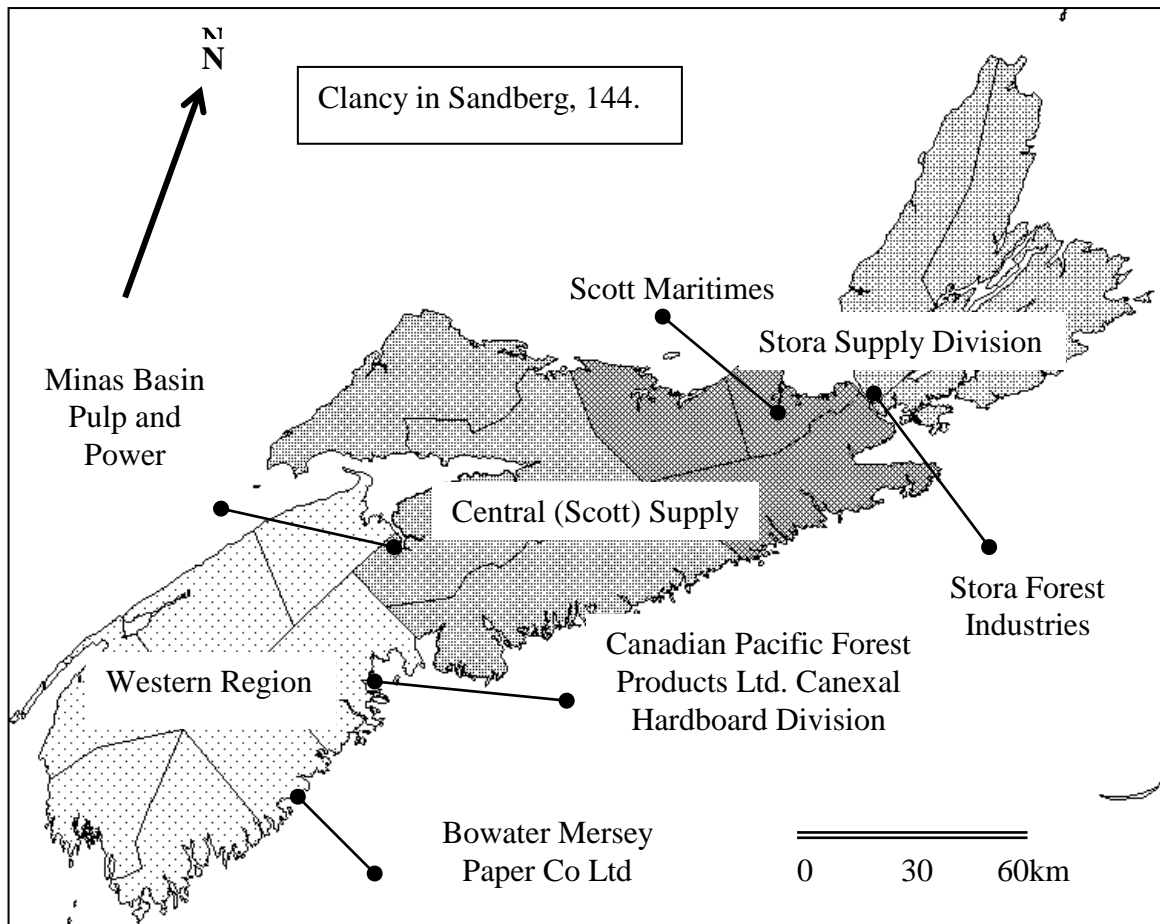 N
N
Clancy in Sandberg, 144.
Scott Maritimes
Stora Supply Division
Minas Basin
Pulp and
Power
Central (Scott) Supply
Stora Forest
Industries
Canadian Pacific Forest
Products Ltd. Canexal
Hardboard Division
Western Region
Bowater Mersey
Paper Co Ltd
0 30 60km